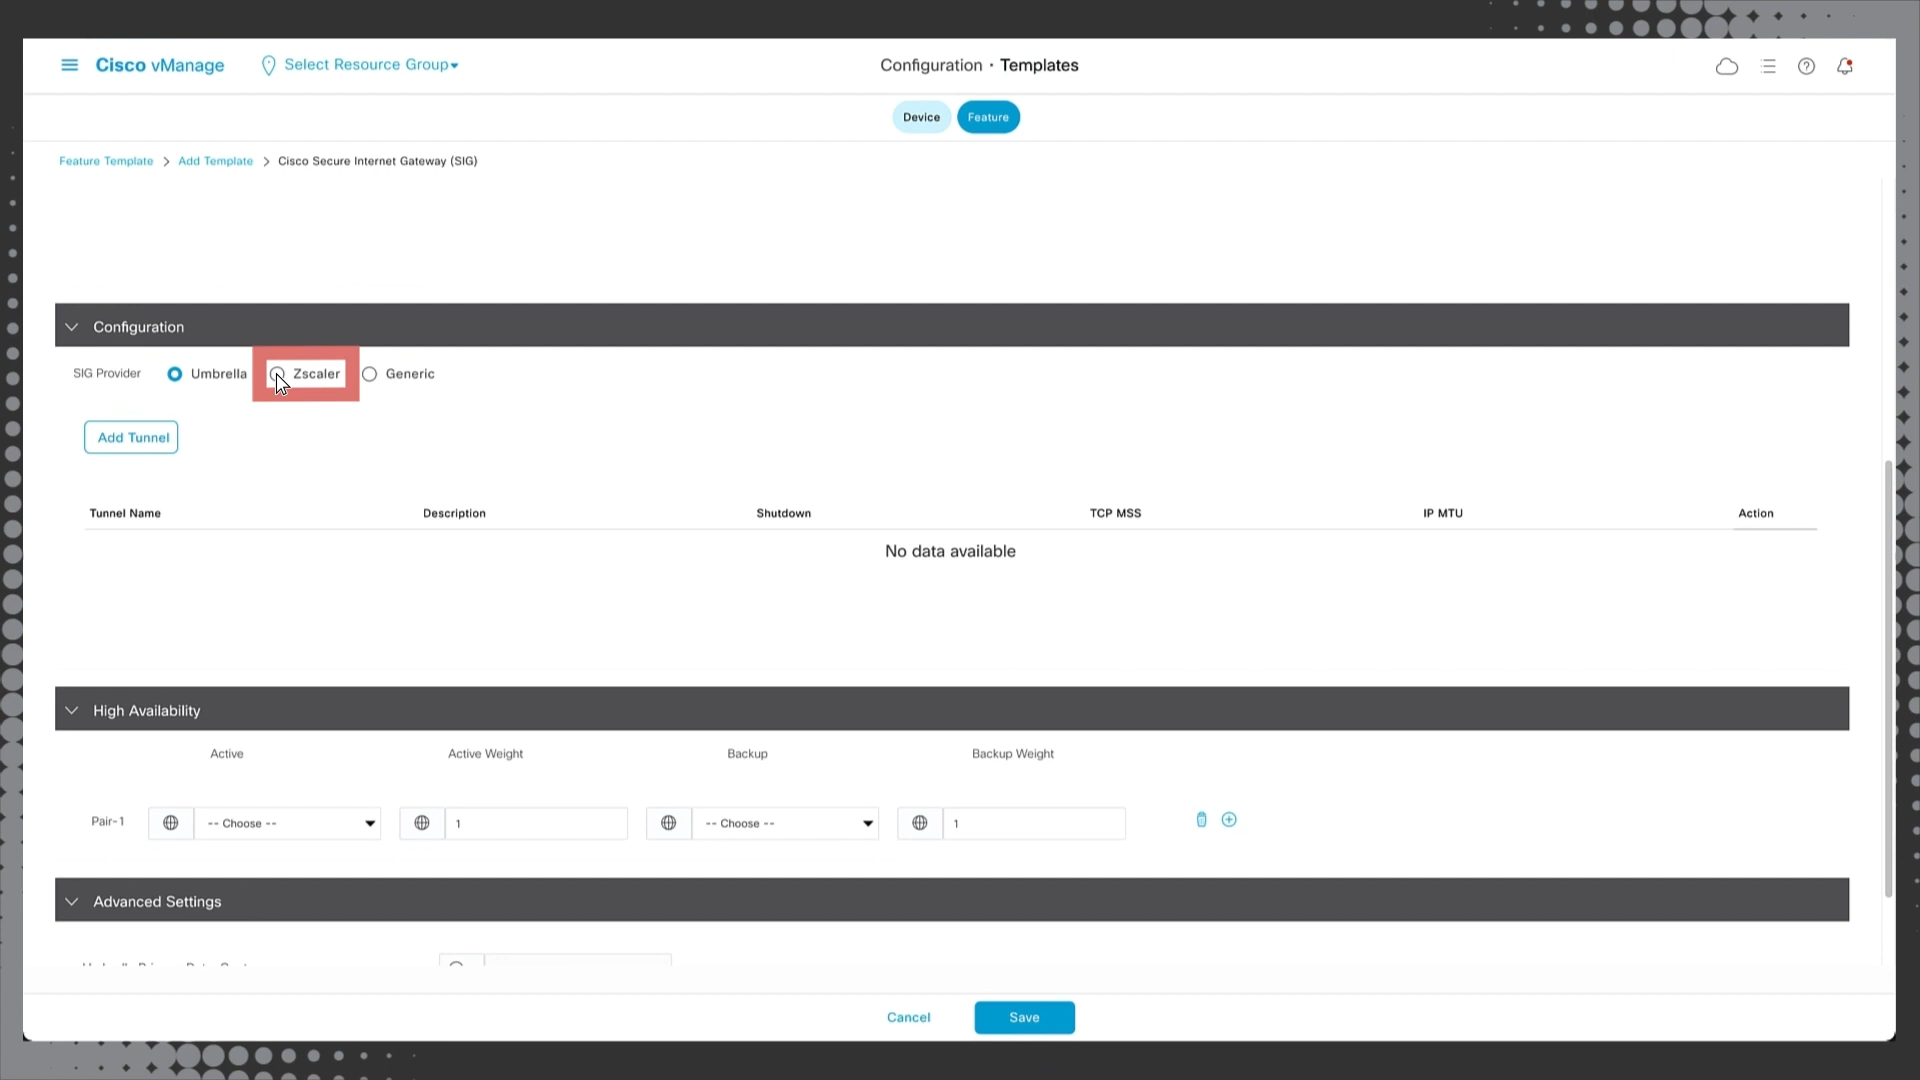 Cisco vManage
Select Resource Group
Configuration · Templates
Device
Feature
Feature Template > Add Template > Cisco Secure Internet Gateway (SIG)
Configuration
SIG Provider
Umbrella
Zscaler
Generic
Add Tunnel
Tunnel Name
Description
Shutdown
TCP MSS
IP MTU
Action
No data available
High Availability
Active
Active Weight
Backup
Backup Weight
Pair-1
-- Choose --
1
-- Choose --
1
Advanced Settings
Cancel
Save